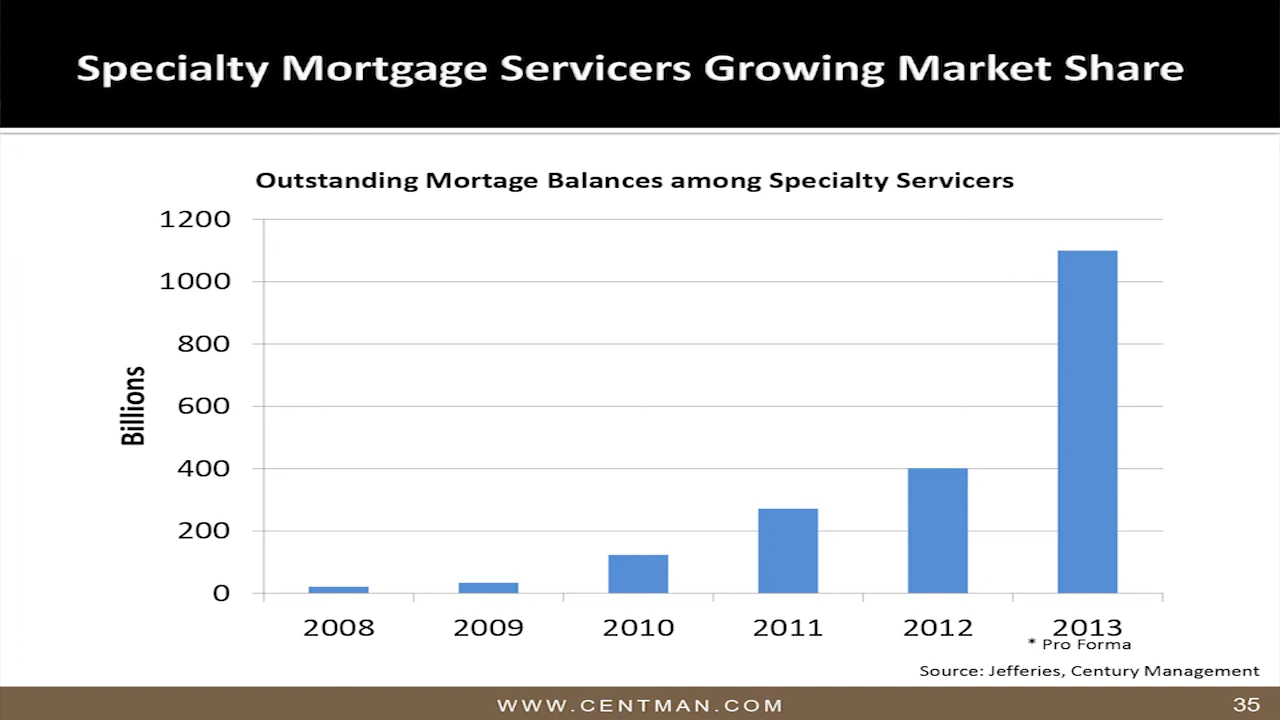 Specialty Mortgage Servicers Growing Market Share
Outstanding Mortage Balances among Specialty Servicers
1200
1000
800
600
400
200
0
Billions
2008 2009 2010 2011 2012 2013
* Pro Forma
Source: Jefferies, Century Management
WWW.CENTMAN.COM 35